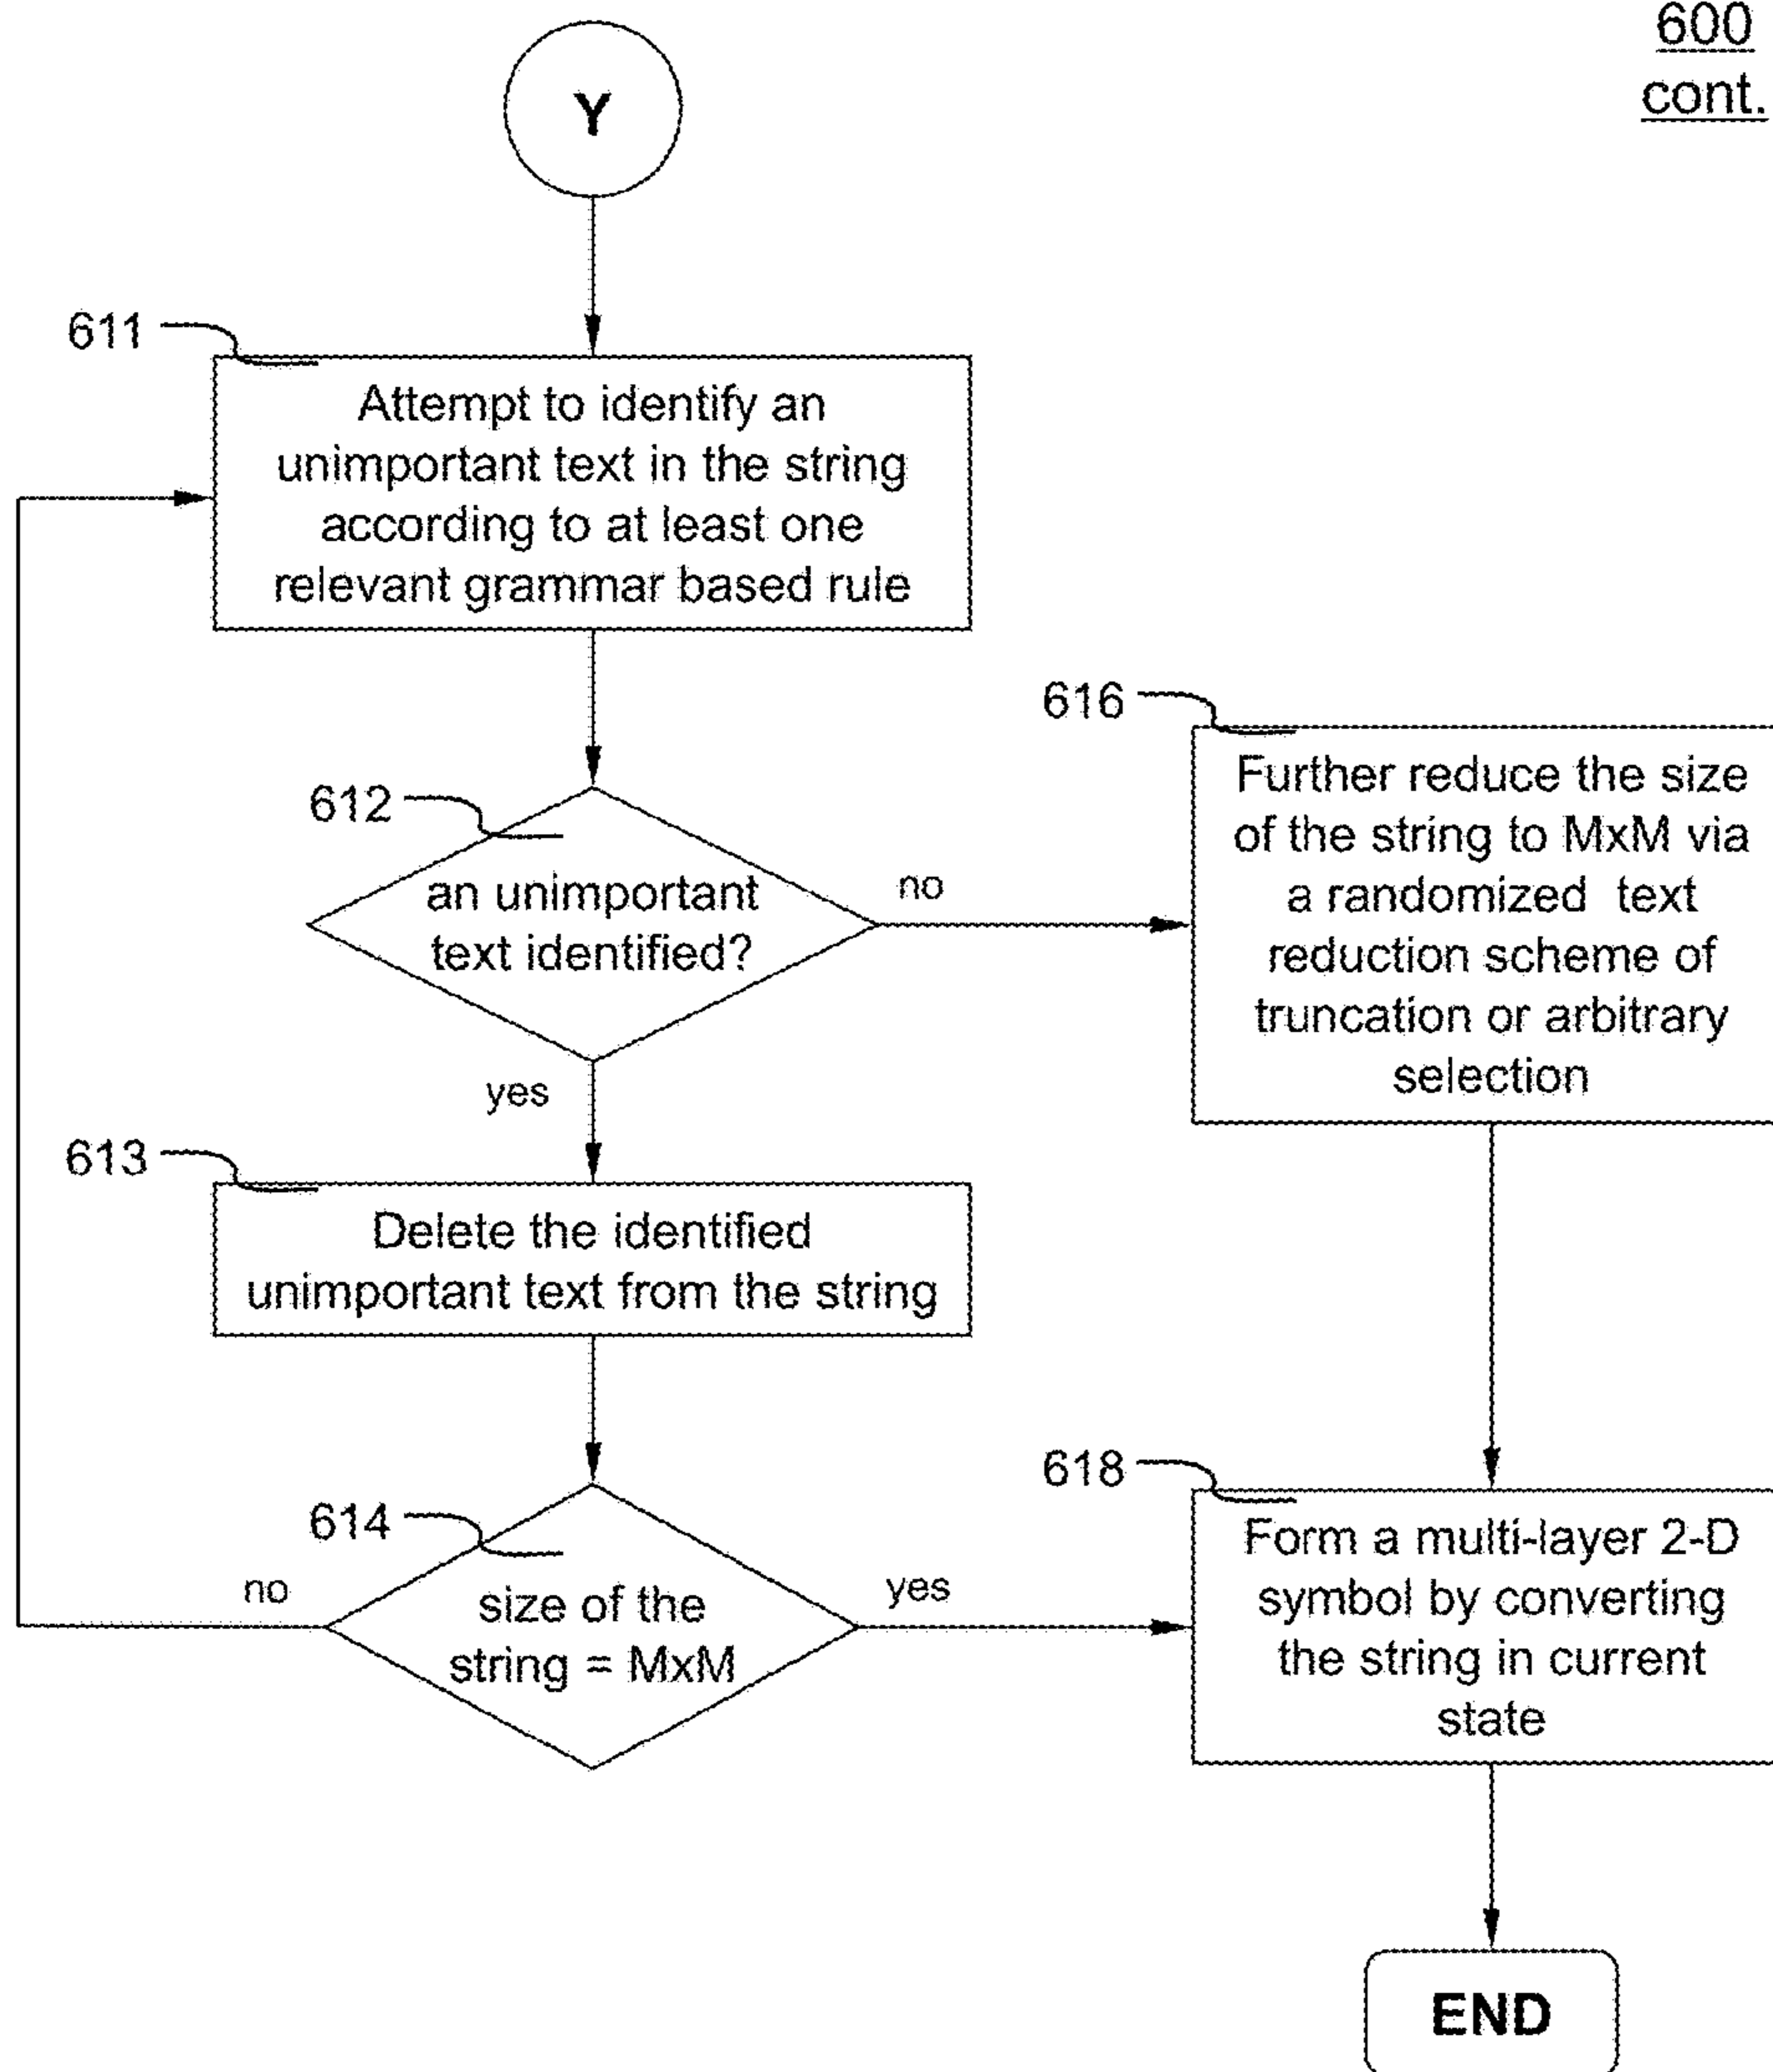 600
cont.
Y
611
Attempt to identify an
unimportant text in the string
according to at least one
relevant grammar based rule
612
an unimportant
text identified?
no
yes
616
Further reduce the size
of the string to MxM via
a randomized text
reduction scheme of
truncation or arbitrary
selection
613
Delete the identified
unimportant text from the string
614
size of the
string = MxM
no
yes
618
Form a multi-layer 2-D
symbol by converting
the string in current
state
END